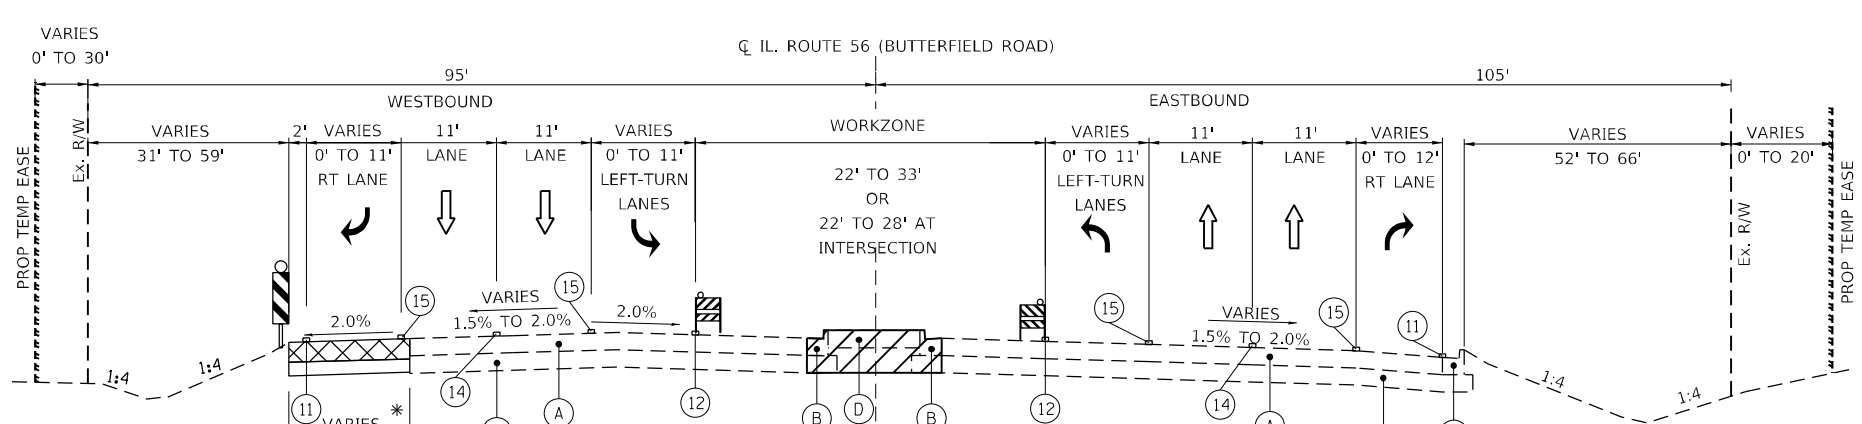 VARIES
0' TO 30'
℄ IL. ROUTE 56 (BUTTERFIELD ROAD)
95'
105'
WESTBOUND
EASTBOUND
PROP TEMP EASE
Ex. R/W
VARIES
31' TO 59'
2'
VARIES
0' TO 11'
RT LANE
11'
LANE
11'
LANE
VARIES
0' TO 11'
LEFT-TURN
LANES
WORKZONE
22' TO 33'
OR
22' TO 28' AT
INTERSECTION
VARIES
0' TO 11'
LEFT-TURN
LANES
11'
LANE
11'
LANE
VARIES
0' TO 12'
RT LANE
VARIES
52' TO 66'
Ex. R/W
VARIES
0' TO 20'
PROP TEMP EASE
1:4
1:4
2.0%
15
VARIES
1.5% TO 2.0%
15
2.0%
15
VARIES
1.5% TO 2.0%
15
11
1:4
1:4
11
VARIES
*
14
A
12
B
D
B
12
14
A